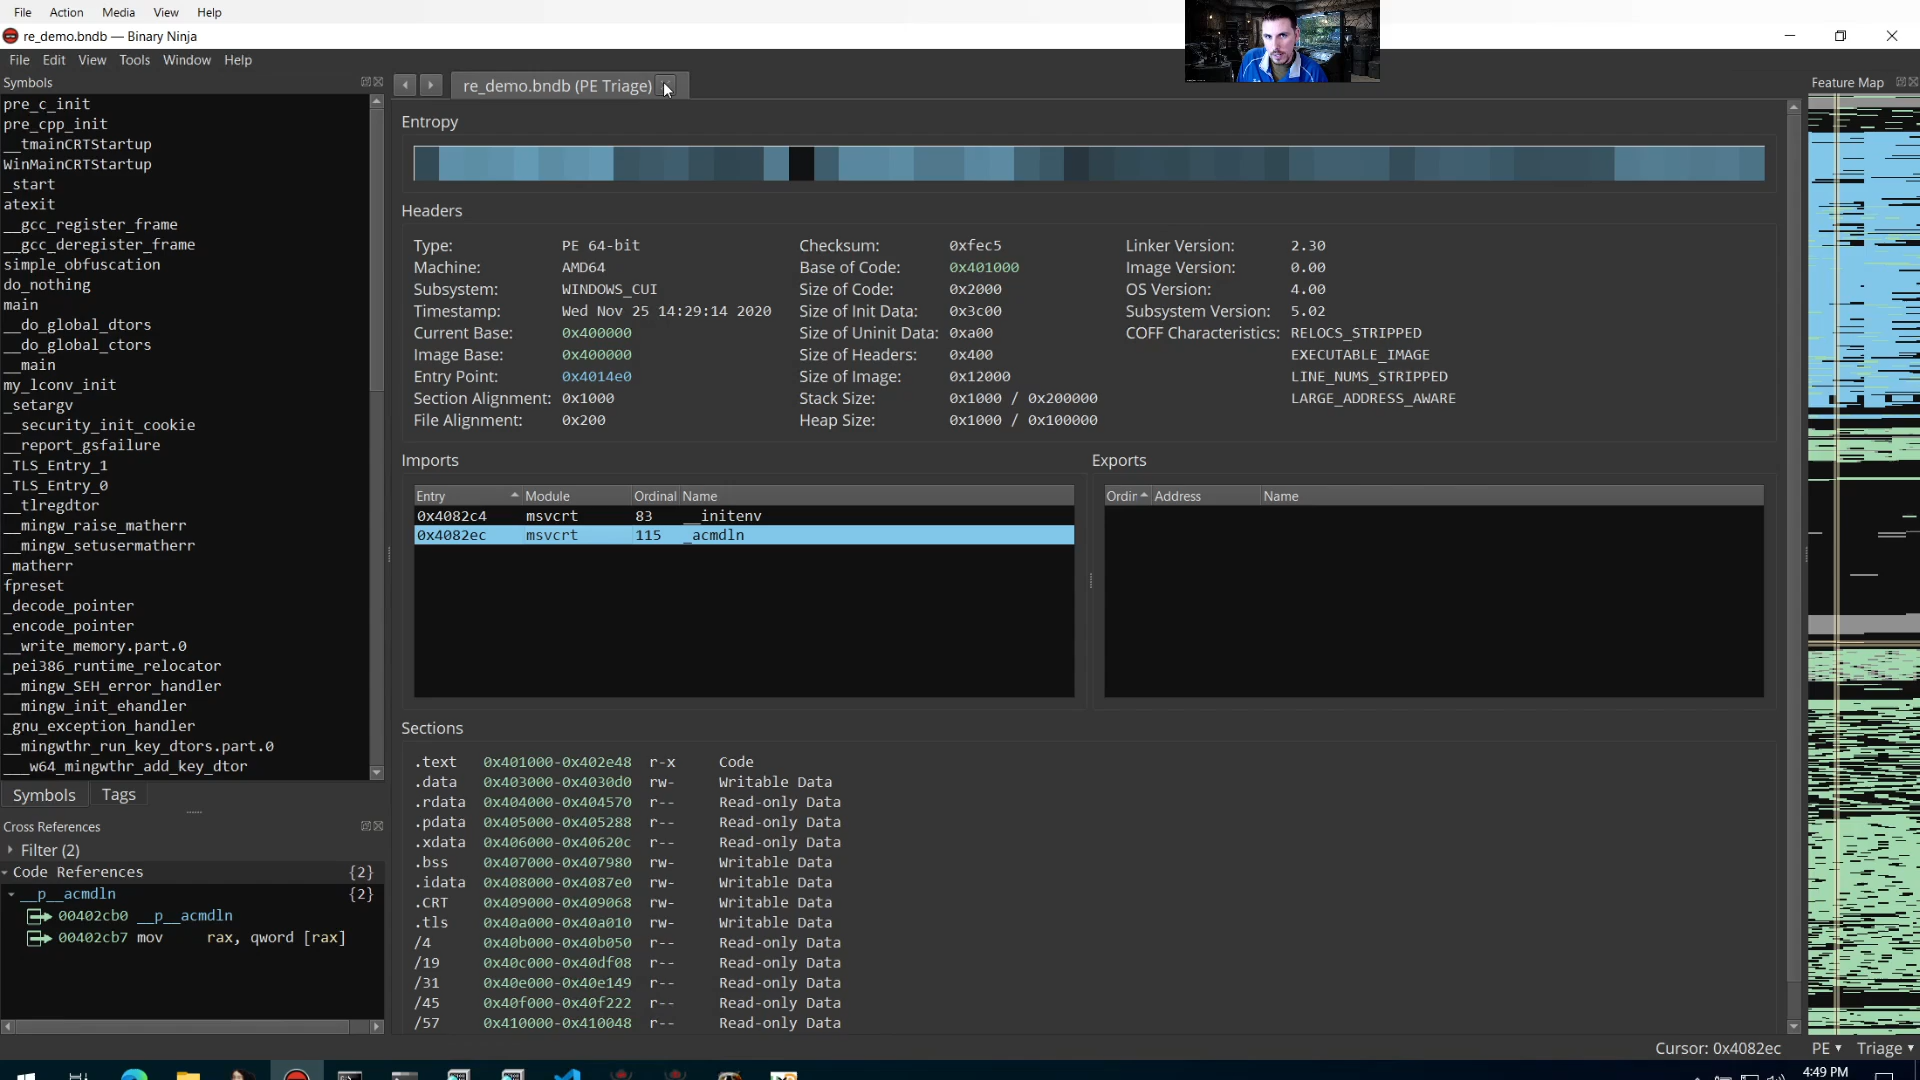 File Action Media View Help
re_demo.bndb — Binary Ninja
File Edit View Tools Window Help
Symbols
pre_c_init
pre_cpp_init
__tmainCRTStartup
WinMainCRTStartup
_start
atexit
__gcc_register_frame
__gcc_deregister_frame
simple_obfuscation
do_nothing
main
__do_global_dtors
__do_global_ctors
__main
my_lconv_init
_setargv
__security_init_cookie
__report_gsfailure
_TLS_Entry_1
_TLS_Entry_0
__tlregdtor
__mingw_raise_matherr
__mingw_setusermatherr
_matherr
fpreset
_decode_pointer
_encode_pointer
__write_memory.part.0
_pei386_runtime_relocator
__mingw_SEH_error_handler
__mingw_init_ehandler
_gnu_exception_handler
__mingwthr_run_key_dtors.part.0
___w64_mingwthr_add_key_dtor
Symbols Tags
Cross References
Filter (2)
Code References {2}
__p__acmdln {2}
00402cb0 __p__acmdln
00402cb7 mov rax, qword [rax]
re_demo.bndb (PE Triage)
Entropy
Headers
Type: PE 64-bit Checksum: 0xfec5 Linker Version: 2.30
Machine: AMD64 Base of Code: 0x401000 Image Version: 0.00
Subsystem: WINDOWS_CUI Size of Code: 0x2000 OS Version: 4.00
Timestamp: Wed Nov 25 14:29:14 2020 Size of Init Data: 0x3c00 Subsystem Version: 5.02
Current Base: 0x400000 Size of Uninit Data: 0xa00 COFF Characteristics: RELOCS_STRIPPED
Image Base: 0x400000 Size of Headers: 0x400 EXECUTABLE_IMAGE
Entry Point: 0x4014e0 Size of Image: 0x12000 LINE_NUMS_STRIPPED
Section Alignment: 0x1000 Stack Size: 0x1000 / 0x200000 LARGE_ADDRESS_AWARE
File Alignment: 0x200 Heap Size: 0x1000 / 0x100000
Imports
Entry Module Ordinal Name
0x4082c4 msvcrt 83 __initenv
0x4082ec msvcrt 115 _acmdln
Exports
Ordir Address Name
Sections
.text 0x401000-0x402e48 r-x Code
.data 0x403000-0x4030d0 rw- Writable Data
.rdata 0x404000-0x404570 r-- Read-only Data
.pdata 0x405000-0x405288 r-- Read-only Data
.xdata 0x406000-0x40620c r-- Read-only Data
.bss 0x407000-0x407980 rw- Writable Data
.idata 0x408000-0x4087e0 rw- Writable Data
.CRT 0x409000-0x409068 rw- Writable Data
.tls 0x40a000-0x40a010 rw- Writable Data
/4 0x40b000-0x40b050 r-- Read-only Data
/19 0x40c000-0x40df08 r-- Read-only Data
/31 0x40e000-0x40e149 r-- Read-only Data
/45 0x40f000-0x40f222 r-- Read-only Data
/57 0x410000-0x410048 r-- Read-only Data
Feature Map
Cursor: 0x4082ec PE Triage
4:49 PM